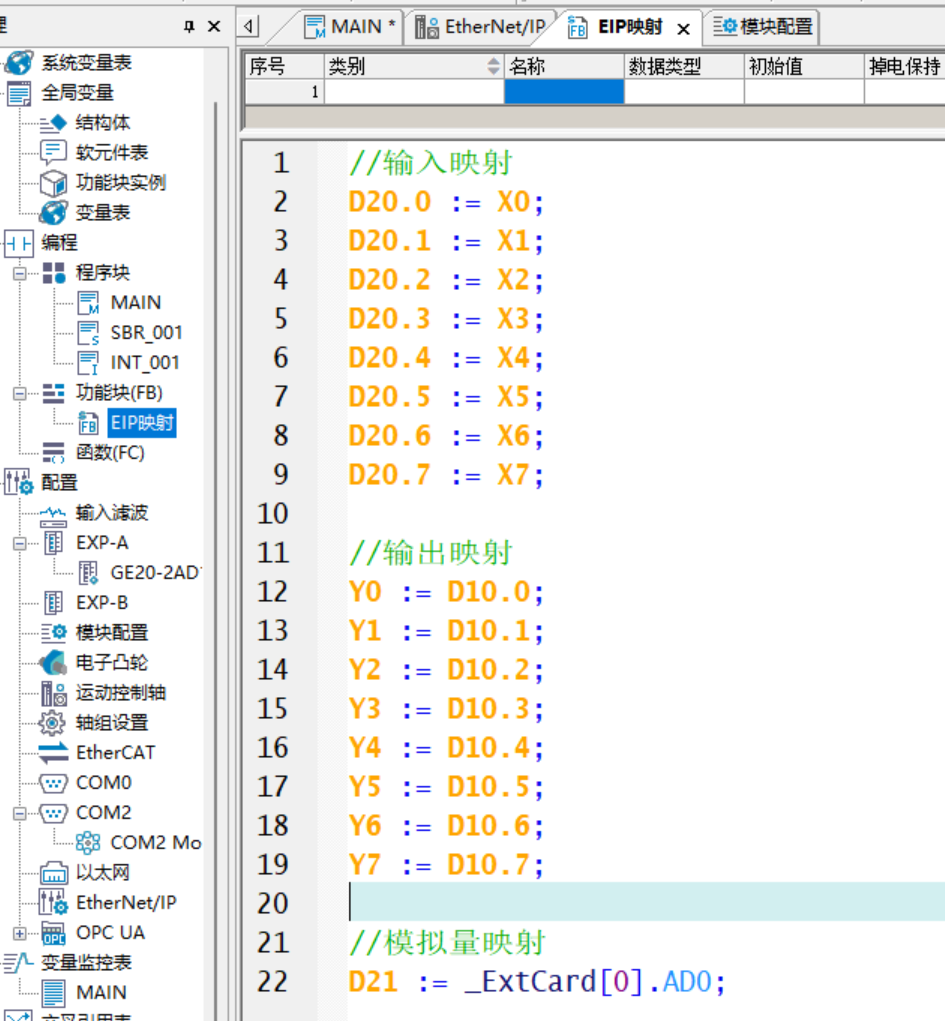 理
MAIN *
EtherNet/IP
EIP映射
模块配置
序号 类别 名称 数据类型 初始值 掉电保持
1
系统变量表
全局变量
结构体
软元件表
功能块实例
变量表
编程
程序块
MAIN
SBR_001
INT_001
功能块(FB)
EIP映射
函数(FC)
配置
输入滤波
EXP-A
GE20-2AD
EXP-B
模块配置
电子凸轮
运动控制轴
轴组设置
EtherCAT
COM0
COM2
COM2 Mo
以太网
EtherNet/IP
OPC UA
变量监控表
MAIN
交叉引用表
1 //输入映射
2 D20.0 := X0;
3 D20.1 := X1;
4 D20.2 := X2;
5 D20.3 := X3;
6 D20.4 := X4;
7 D20.5 := X5;
8 D20.6 := X6;
9 D20.7 := X7;
10
11 //输出映射
12 Y0 := D10.0;
13 Y1 := D10.1;
14 Y2 := D10.2;
15 Y3 := D10.3;
16 Y4 := D10.4;
17 Y5 := D10.5;
18 Y6 := D10.6;
19 Y7 := D10.7;
20
21 //模拟量映射
22 D21 := _ExtCard[0].AD0;